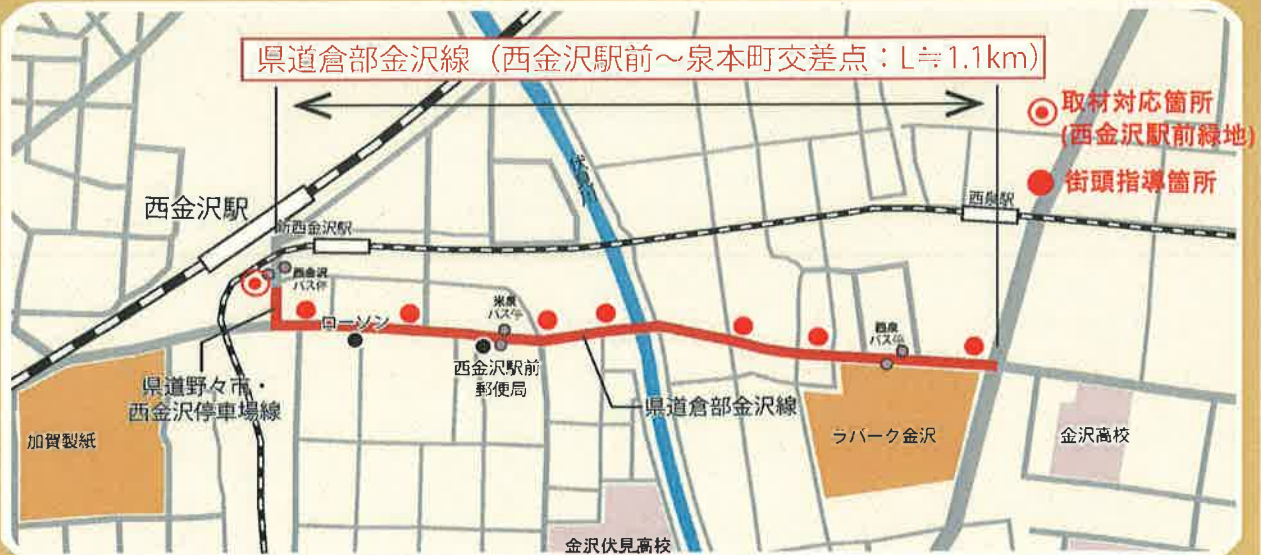 県道倉部金沢線（西金沢駅前～泉本町交差点：L≒1.1km）
取材対応箇所
(西金沢駅前緑地)
街頭指導箇所
伏見川
西金沢駅
新西金沢駅
西泉駅
西金沢
バス停
ローソン
米泉
バス停
西泉
バス停
西金沢駅前
郵便局
県道野々市・
西金沢停車場線
県道倉部金沢線
加賀製紙
ラパーク金沢
金沢高校
金沢伏見高校